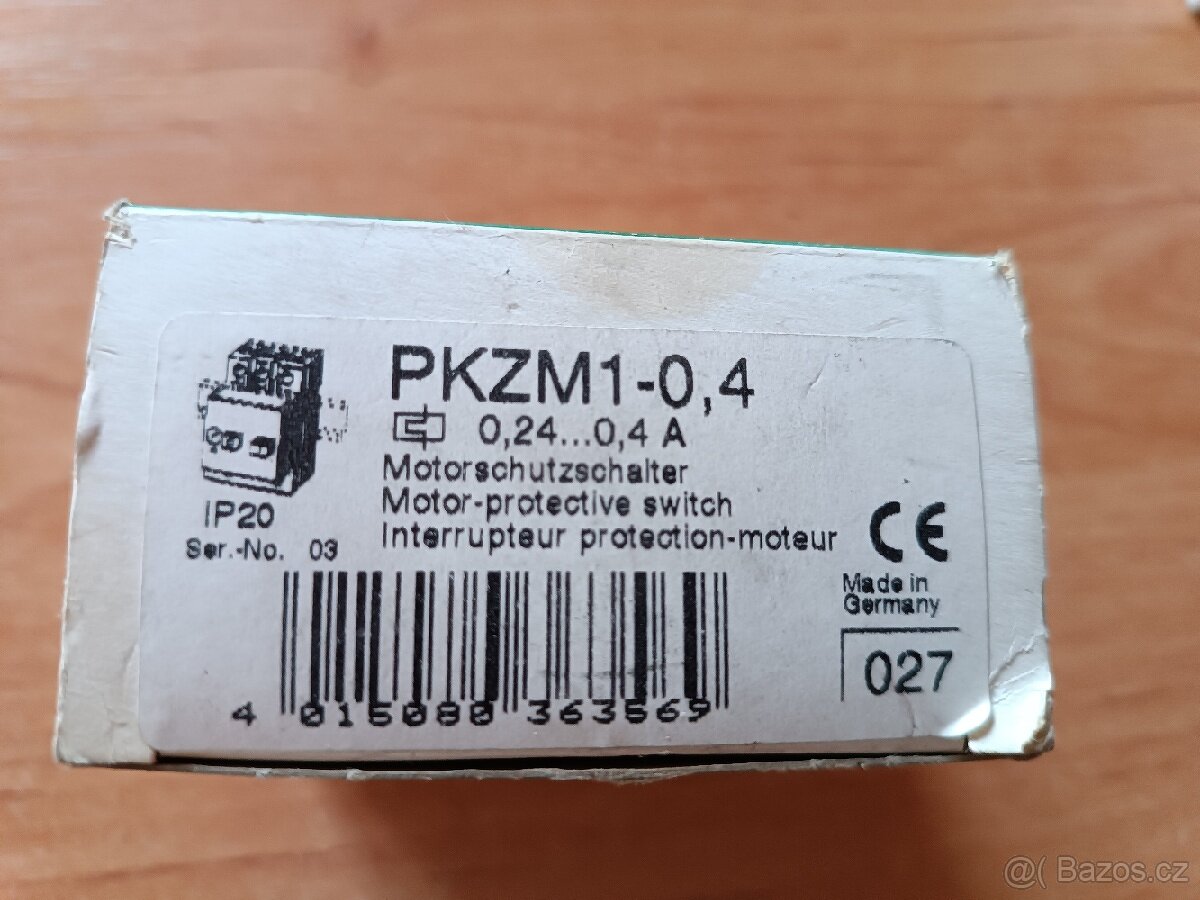 PKZM1-0,4
0,24...0,4 A
Motorschutzschalter
Motor-protective switch
Interrupteur protection-moteur
IP20
Ser.-No. 03
CE
Made in
Germany
027
4 015080 363569
@( Bazos.cz